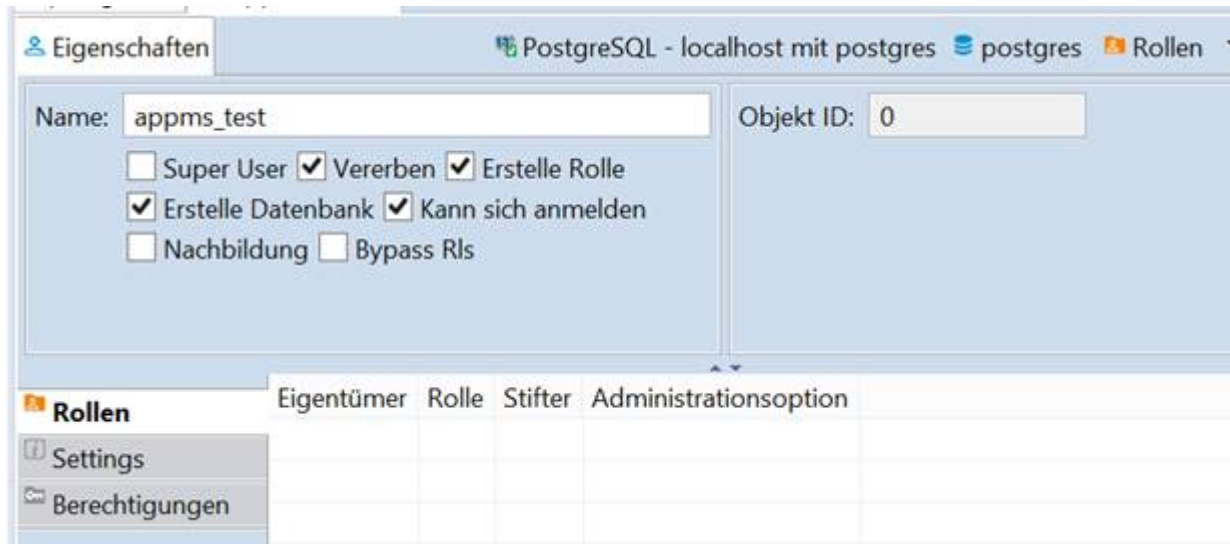 Eigenschaften PostgreSQL - localhost mit postgres postgres Rollen
Name: appms_test Objekt ID: 0
Super User Vererben Erstelle Rolle
Erstelle Datenbank Kann sich anmelden
Nachbildung Bypass Rls
Rollen Eigentümer Rolle Stifter Administrationsoption
Settings
Berechtigungen